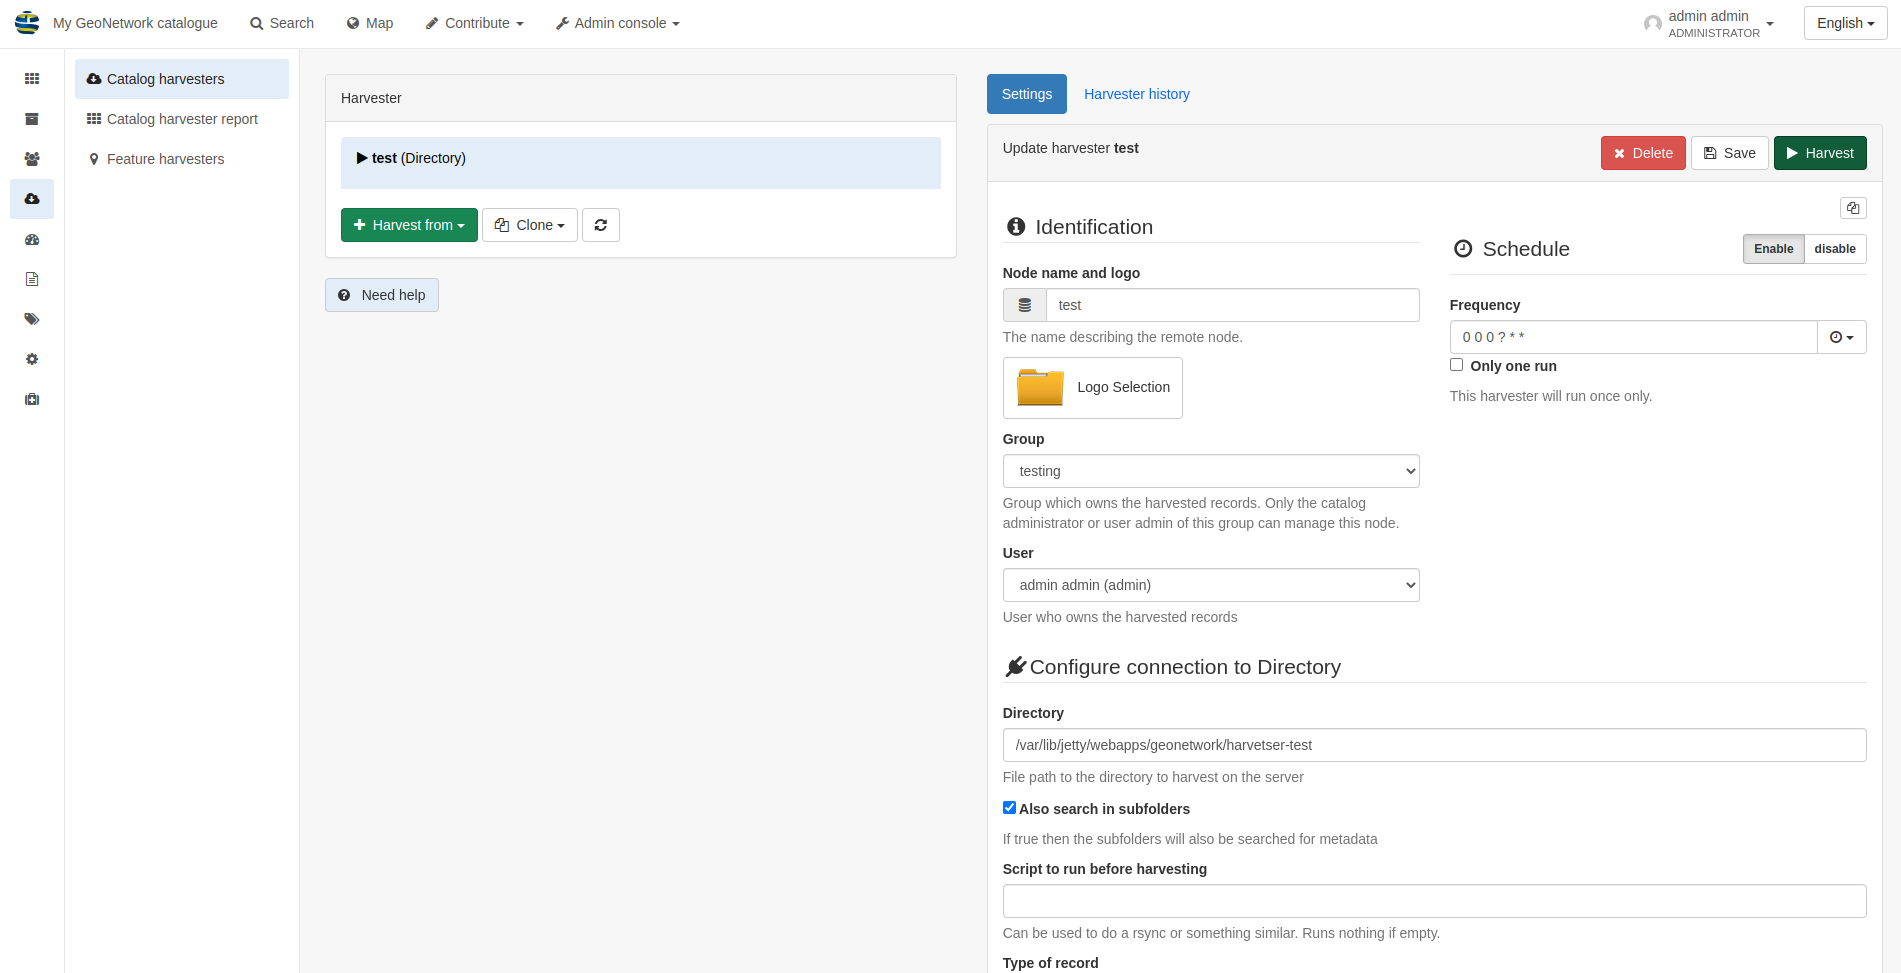 My GeoNetwork catalogue
Search
Map
Contribute
Admin console
admin admin
ADMINISTRATOR
English
Catalog harvesters
Catalog harvester report
Feature harvesters
Harvester
test (Directory)
Harvest from
Clone
Need help
Settings
Harvester history
Update harvester test
Delete
Save
Harvest
Identification
Node name and logo
test
The name describing the remote node.
Logo Selection
Group
testing
Group which owns the harvested records. Only the catalog
administrator or user admin of this group can manage this node.
User
admin admin (admin)
User who owns the harvested records
Schedule
Enable
disable
Frequency
0 0 0 ? * *
Only one run
This harvester will run once only.
Configure connection to Directory
Directory
/var/lib/jetty/webapps/geonetwork/harvetser-test
File path to the directory to harvest on the server
Also search in subfolders
If true then the subfolders will also be searched for metadata
Script to run before harvesting
Can be used to do a rsync or something similar. Runs nothing if empty.
Type of record